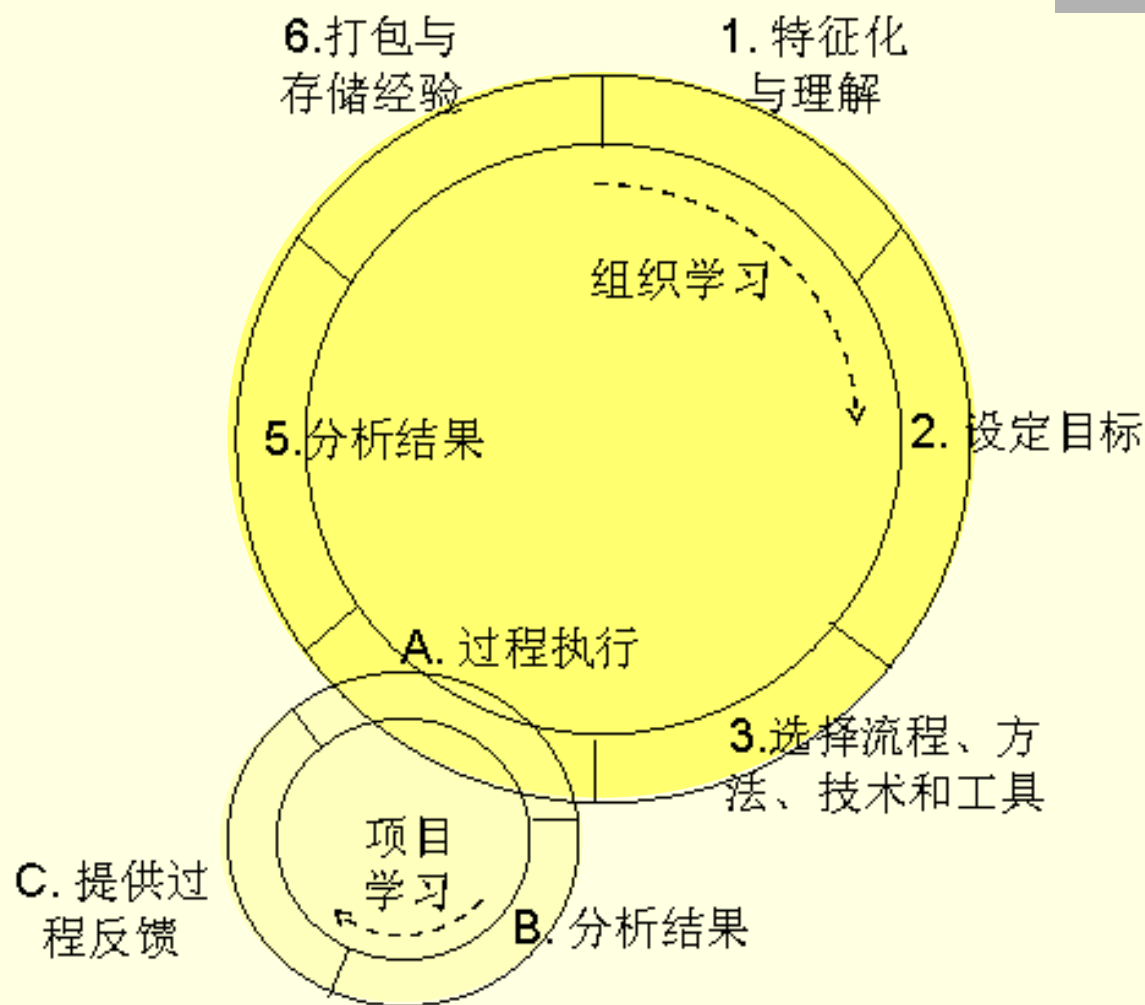 6.打包与
存储经验
1. 特征化
与理解
组织学习
5.分析结果
2. 设定目标
A. 过程执行
3.选择流程、方
法、技术和工具
项目
学习
C. 提供过
程反馈
B. 分析结果